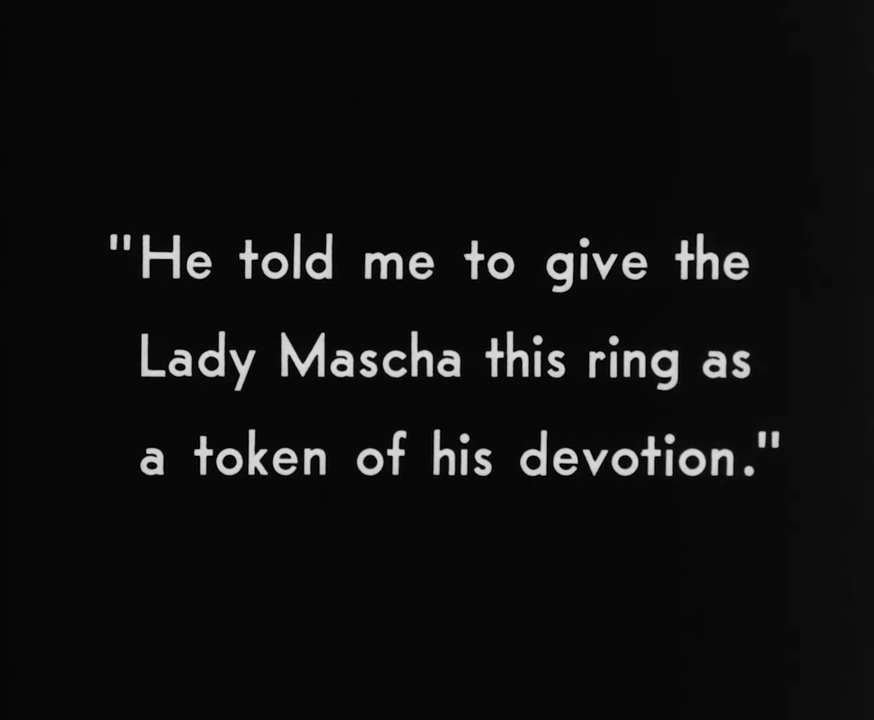 "He told me to give the
Lady Mascha this ring as
a token of his devotion."